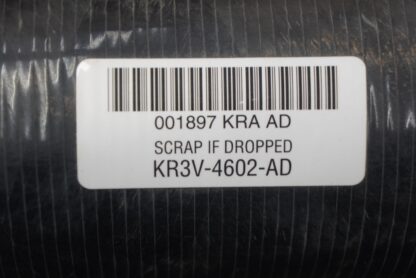 001897 KRA AD
SCRAP IF DROPPED
KR3V-4602-AD